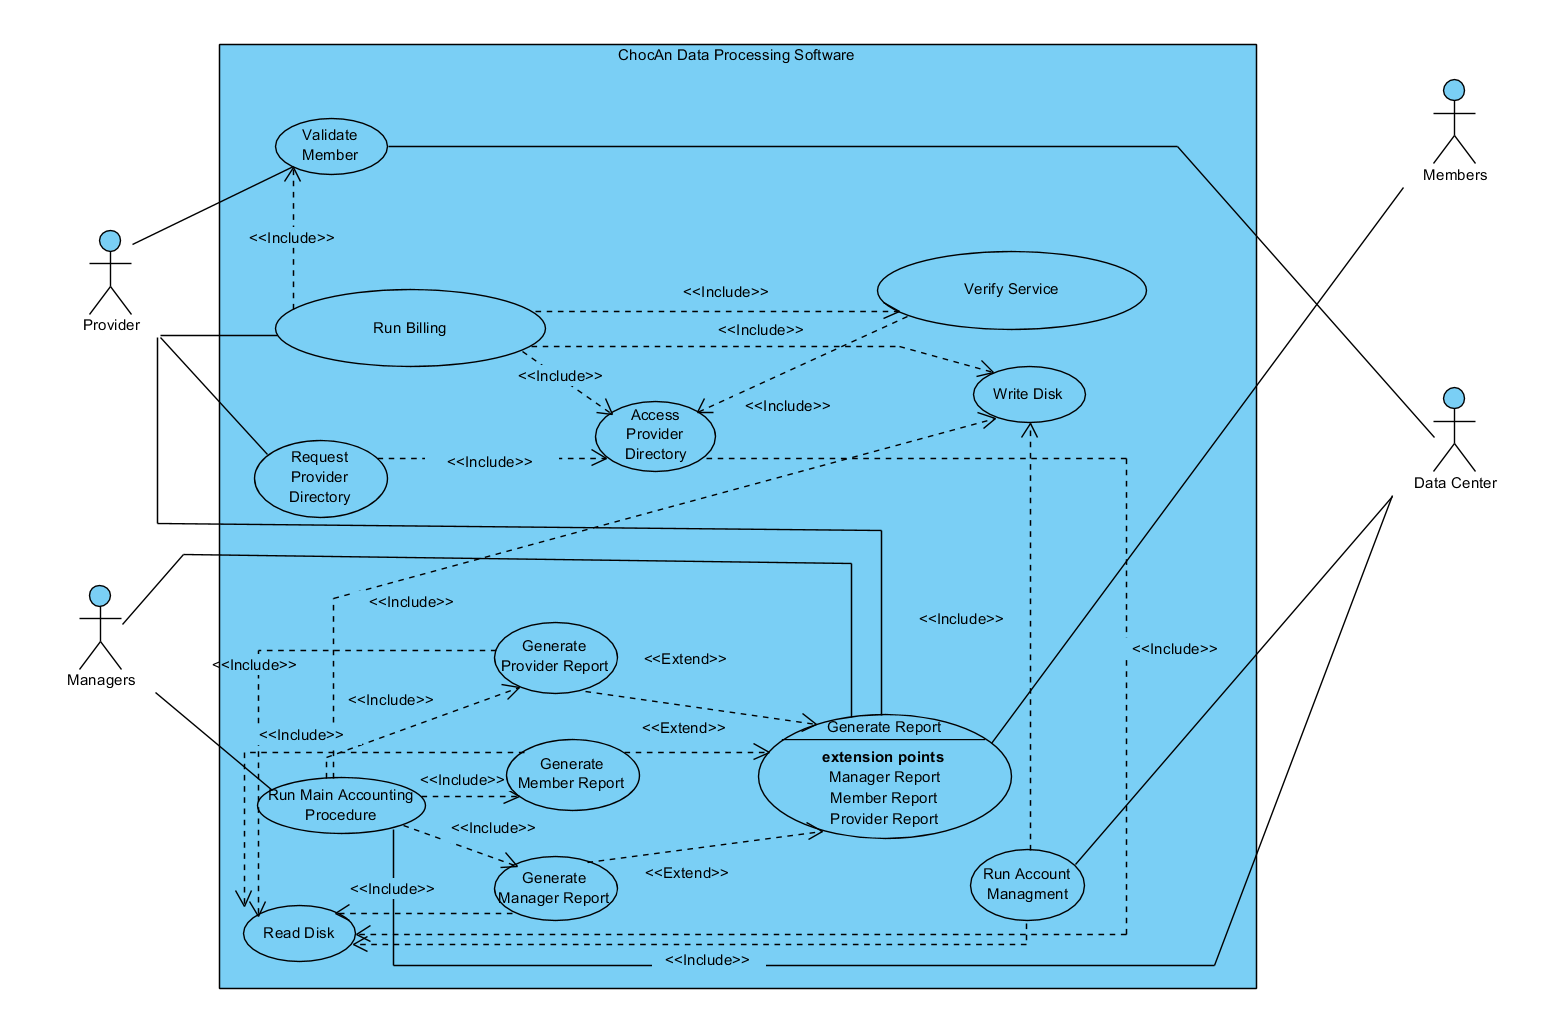 ChocAn Data Processing Software
Validate
Member
Members
<<Include>>
Provider
Verify Service
<<Include>>
Run Billing
<<Include>>
<<Include>>
Write Disk
<<Include>>
Access
Provider
Directory
Request
Provider
Directory
<<Include>>
Data Center
<<Include>>
<<Include>>
Generate
Provider Report
<<Extend>>
<<Include>>
<<Include>>
Managers
<<Include>>
<<Extend>>
<<Include>>
Generate Report
extension points
Manager Report
Member Report
Provider Report
Generate
Member Report
<<Include>>
Run Main Accounting
Procedure
<<Include>>
<<Extend>>
Generate
Manager Report
<<Include>>
Run Account
Managment
Read Disk
<<Include>>